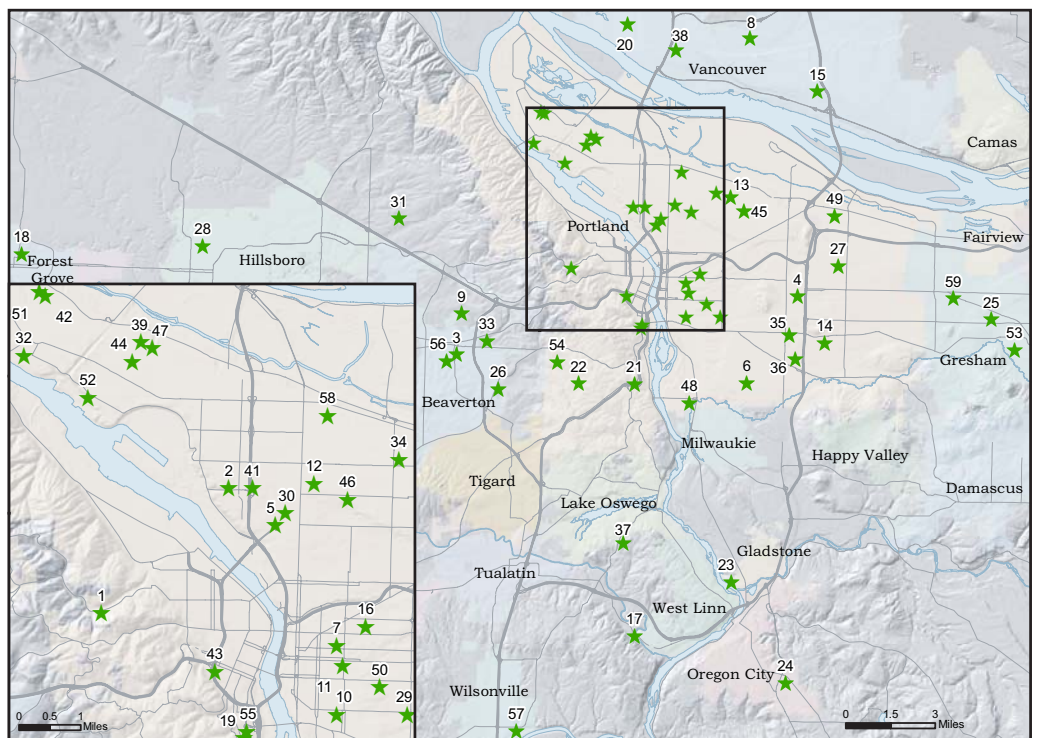 8
20
38
Vancouver
15
Camas
13
45
49
31
28
18
Portland
Fairview
Forest
Grove
Hillsboro
27
4
59
25
9
33
35
14
53
56
3
54
36
Gresham
22
21
6
26
48
Beaverton
Milwaukie
Happy Valley
Tigard
Damascus
Lake Oswego
37
Gladstone
Tualatin
23
West Linn
17
24
Oregon City
Wilsonville
57
0 1.5 3
Miles
51
42
39
47
32
44
52
58
34
2
41
12
46
30
5
1
16
7
43
50
11
10
29
19
55
0 0.5 1
Miles